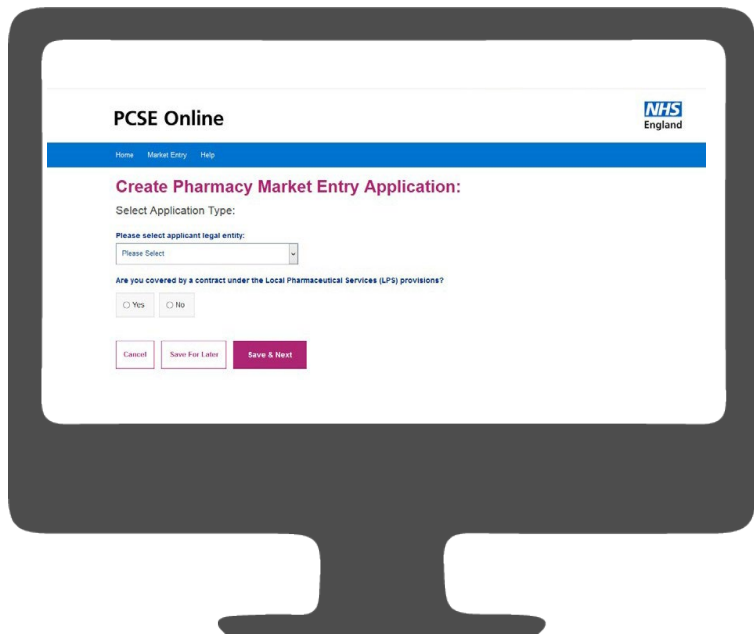 PCSE Online
NHS
England
Home Market Entry Help
Create Pharmacy Market Entry Application:
Select Application Type:
Please select applicant legal entity:
Please Select
Are you covered by a contract under the Local Pharmaceutical Services (LPS) provisions?
Yes No
Cancel Save For Later Save & Next